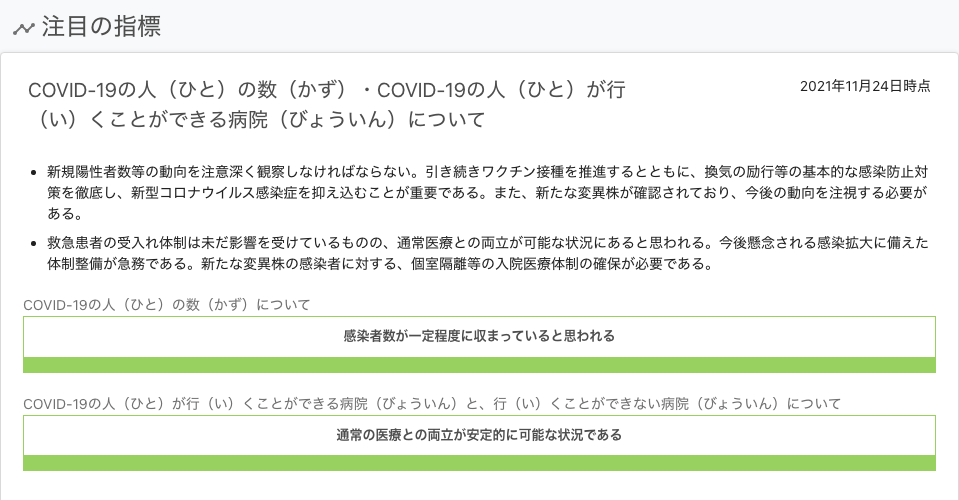 注目の指標
COVID-19の人（ひと）の数（かず）・COVID-19の人（ひと）が行
（い）くことができる病院（びょういん）について
2021年11月24日時点
新規陽性者数等の動向を注意深く観察しなければならない。引き続きワクチン接種を推進するとともに、換気の励行等の基本的な感染防止対
策を徹底し、新型コロナウイルス感染症を抑え込むことが重要である。また、新たな変異株が確認されており、今後の動向を注視する必要が
ある。
救急患者の受入れ体制は未だ影響を受けているものの、通常医療との両立が可能な状況にあると思われる。今後懸念される感染拡大に備えた
体制整備が急務である。新たな変異株の感染者に対する、個室隔離等の入院医療体制の確保が必要である。
COVID-19の人（ひと）の数（かず）について
感染者数が一定程度に収まっていると思われる
COVID-19の人（ひと）が行（い）くことができる病院（びょういん）と、行（い）くことができない病院（びょういん）について
通常の医療との両立が安定的に可能な状況である